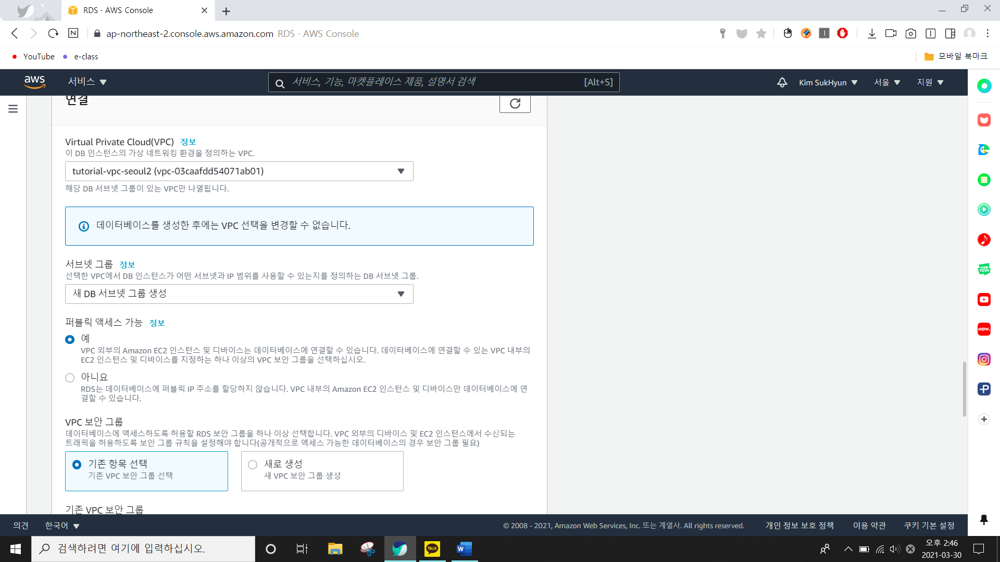 RDS · AWS Console
N
ap-northeast-2.console.aws.amazon.com RDS · AWS Console
YouTube
e-class
모바일 북마크
aws
서비스
서비스, 기능, 마켓플레이스 제품, 설명서 검색
[Alt+S]
Kim SukHyun
서울
지원
연결
Virtual Private Cloud(VPC) 정보
이 DB 인스턴스의 가상 네트워킹 환경을 정의하는 VPC.
tutorial-vpc-seoul2 (vpc-03caafdd54071ab01)
해당 DB 서브넷 그룹이 있는 VPC만 나열됩니다.
데이터베이스를 생성한 후에는 VPC 선택을 변경할 수 없습니다.
서브넷 그룹 정보
선택한 VPC에서 DB 인스턴스가 어떤 서브넷과 IP 범위를 사용할 수 있는지를 정의하는 DB 서브넷 그룹.
새 DB 서브넷 그룹 생성
퍼블릭 액세스 가능 정보
예
VPC 외부의 Amazon EC2 인스턴스 및 디바이스는 데이터베이스에 연결할 수 있습니다. 데이터베이스에 연결할 수 있는 VPC 내부의
EC2 인스턴스 및 디바이스를 지정하는 하나 이상의 VPC 보안 그룹을 선택하십시오.
아니요
RDS는 데이터베이스에 퍼블릭 IP 주소를 할당하지 않습니다. VPC 내부의 Amazon EC2 인스턴스 및 디바이스만 데이터베이스에 연
결할 수 있습니다.
VPC 보안 그룹
데이터베이스에 액세스하도록 허용할 RDS 보안 그룹을 하나 이상 선택합니다. VPC 외부의 디바이스 및 EC2 인스턴스에서 수신되는
트래픽을 허용하도록 보안 그룹 규칙을 설정해야 합니다(공개적으로 액세스 가능한 데이터베이스의 경우 보안 그룹 필요)
기존 항목 선택
기존 VPC 보안 그룹 선택
새로 생성
새 VPC 보안 그룹 생성
기존 VPC 보안 그룹
WEB
TOON
NOW.
의견
한국어
© 2008 - 2021, Amazon Web Services, Inc. 또는 계열사. All rights reserved.
개인 정보 보호 정책
이용 약관
쿠키 기본 설정
검색하려면 여기에 입력하십시오.
TALK
W
오후 2:46
2021-03-30